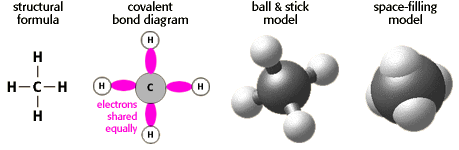 structural
formula
covalent
bond diagram
ball & stick
model
space-filling
model
H
H C H
H
H
H C H
H
electrons
shared
equally